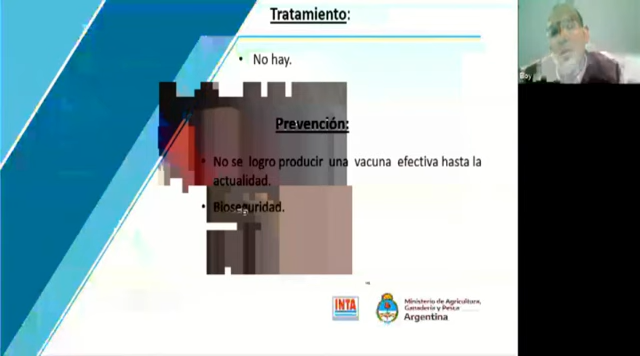 Tratamiento:
• No hay.
Prevención:
• No se logro producir una vacuna efectiva hasta la
actualidad.
• Bioseguridad.
INTA
Ministerio de Agricultura,
Ganadería y Pesca
Argentina